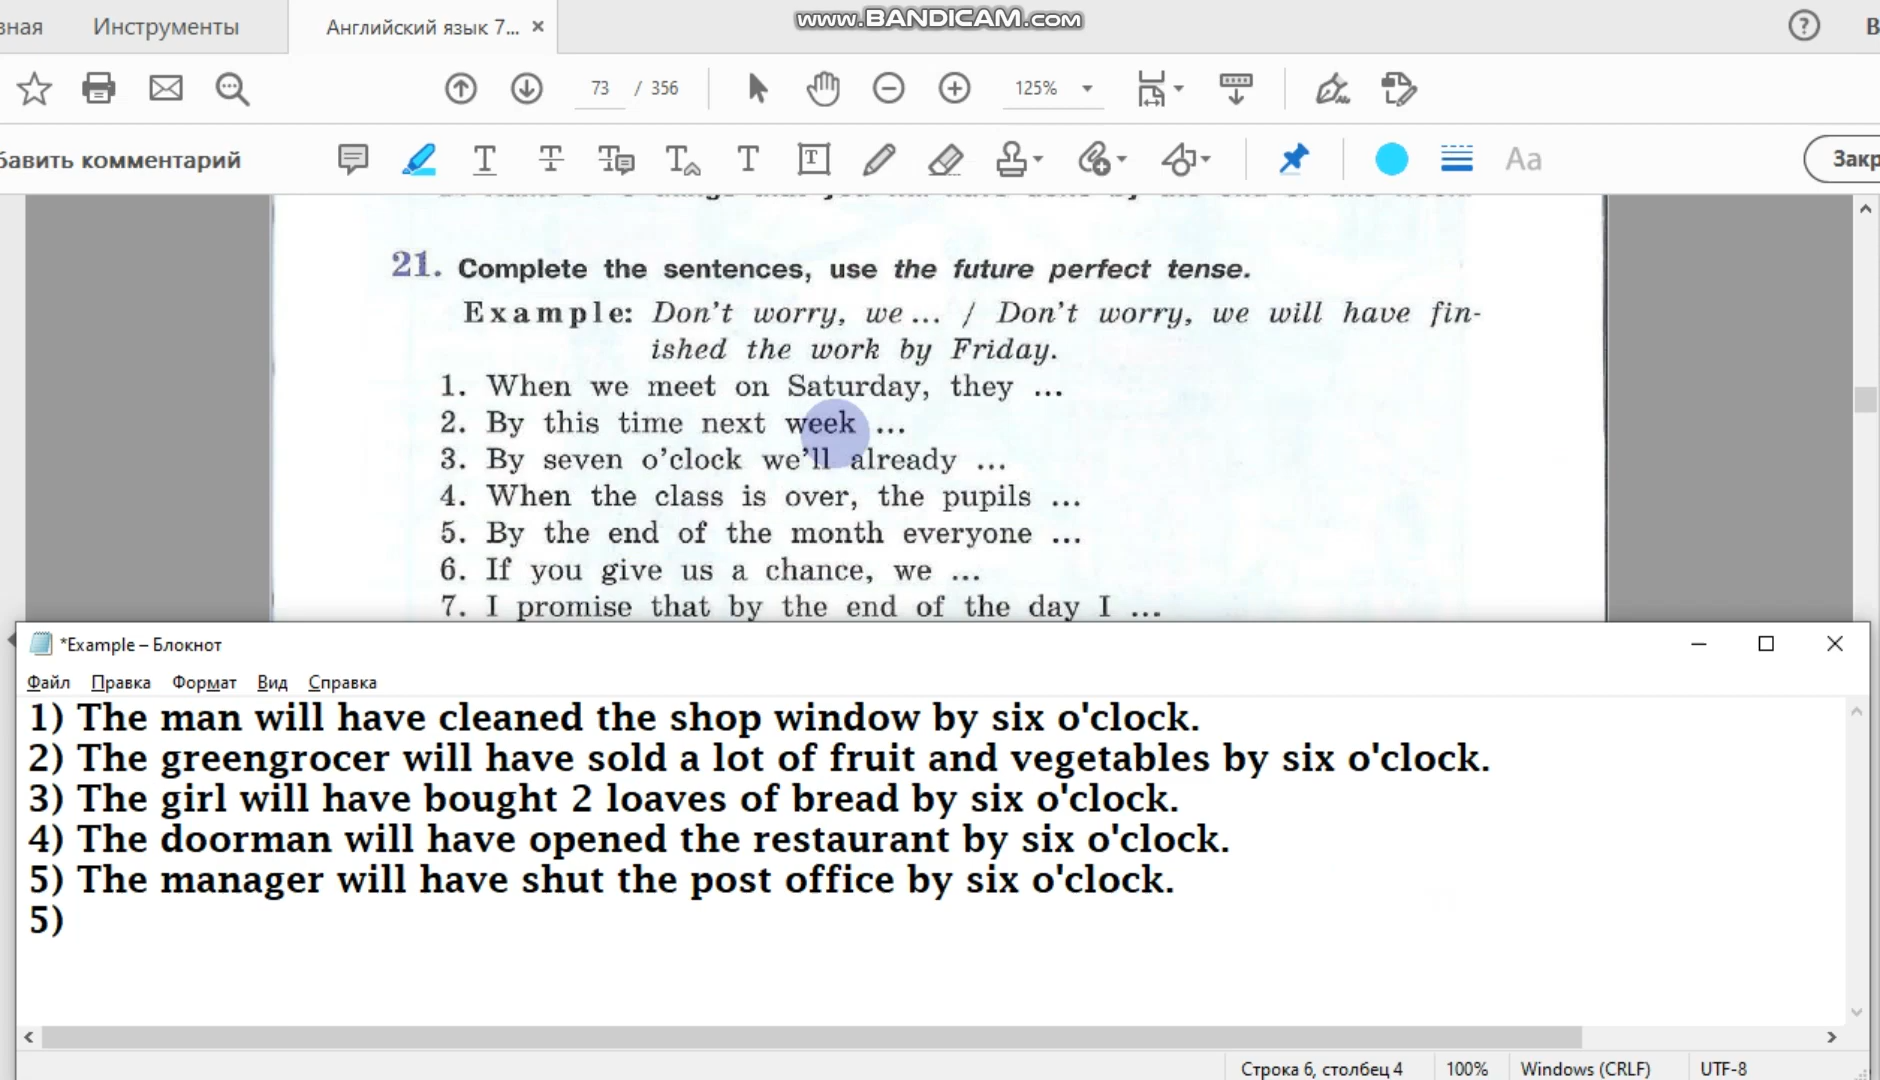 вная Инструменты Английский язык 7... × www.BANDICAM.com ? В
73 / 356 125%
бавить комментарий T T T T T T Aa Закр
21. Complete the sentences, use the future perfect tense.
Example: Don't worry, we ... / Don't worry, we will have fin-
ished the work by Friday.
1. When we meet on Saturday, they ...
2. By this time next week ...
3. By seven o'clock we'll already ...
4. When the class is over, the pupils ...
5. By the end of the month everyone ...
6. If you give us a chance, we ...
7. I promise that by the end of the day I ...
*Example – Блокнот
Файл Правка Формат Вид Справка
1) The man will have cleaned the shop window by six o'clock.
2) The greengrocer will have sold a lot of fruit and vegetables by six o'clock.
3) The girl will have bought 2 loaves of bread by six o'clock.
4) The doorman will have opened the restaurant by six o'clock.
5) The manager will have shut the post office by six o'clock.
5)
Строка 6, столбец 4 100% Windows (CRLF) UTF-8